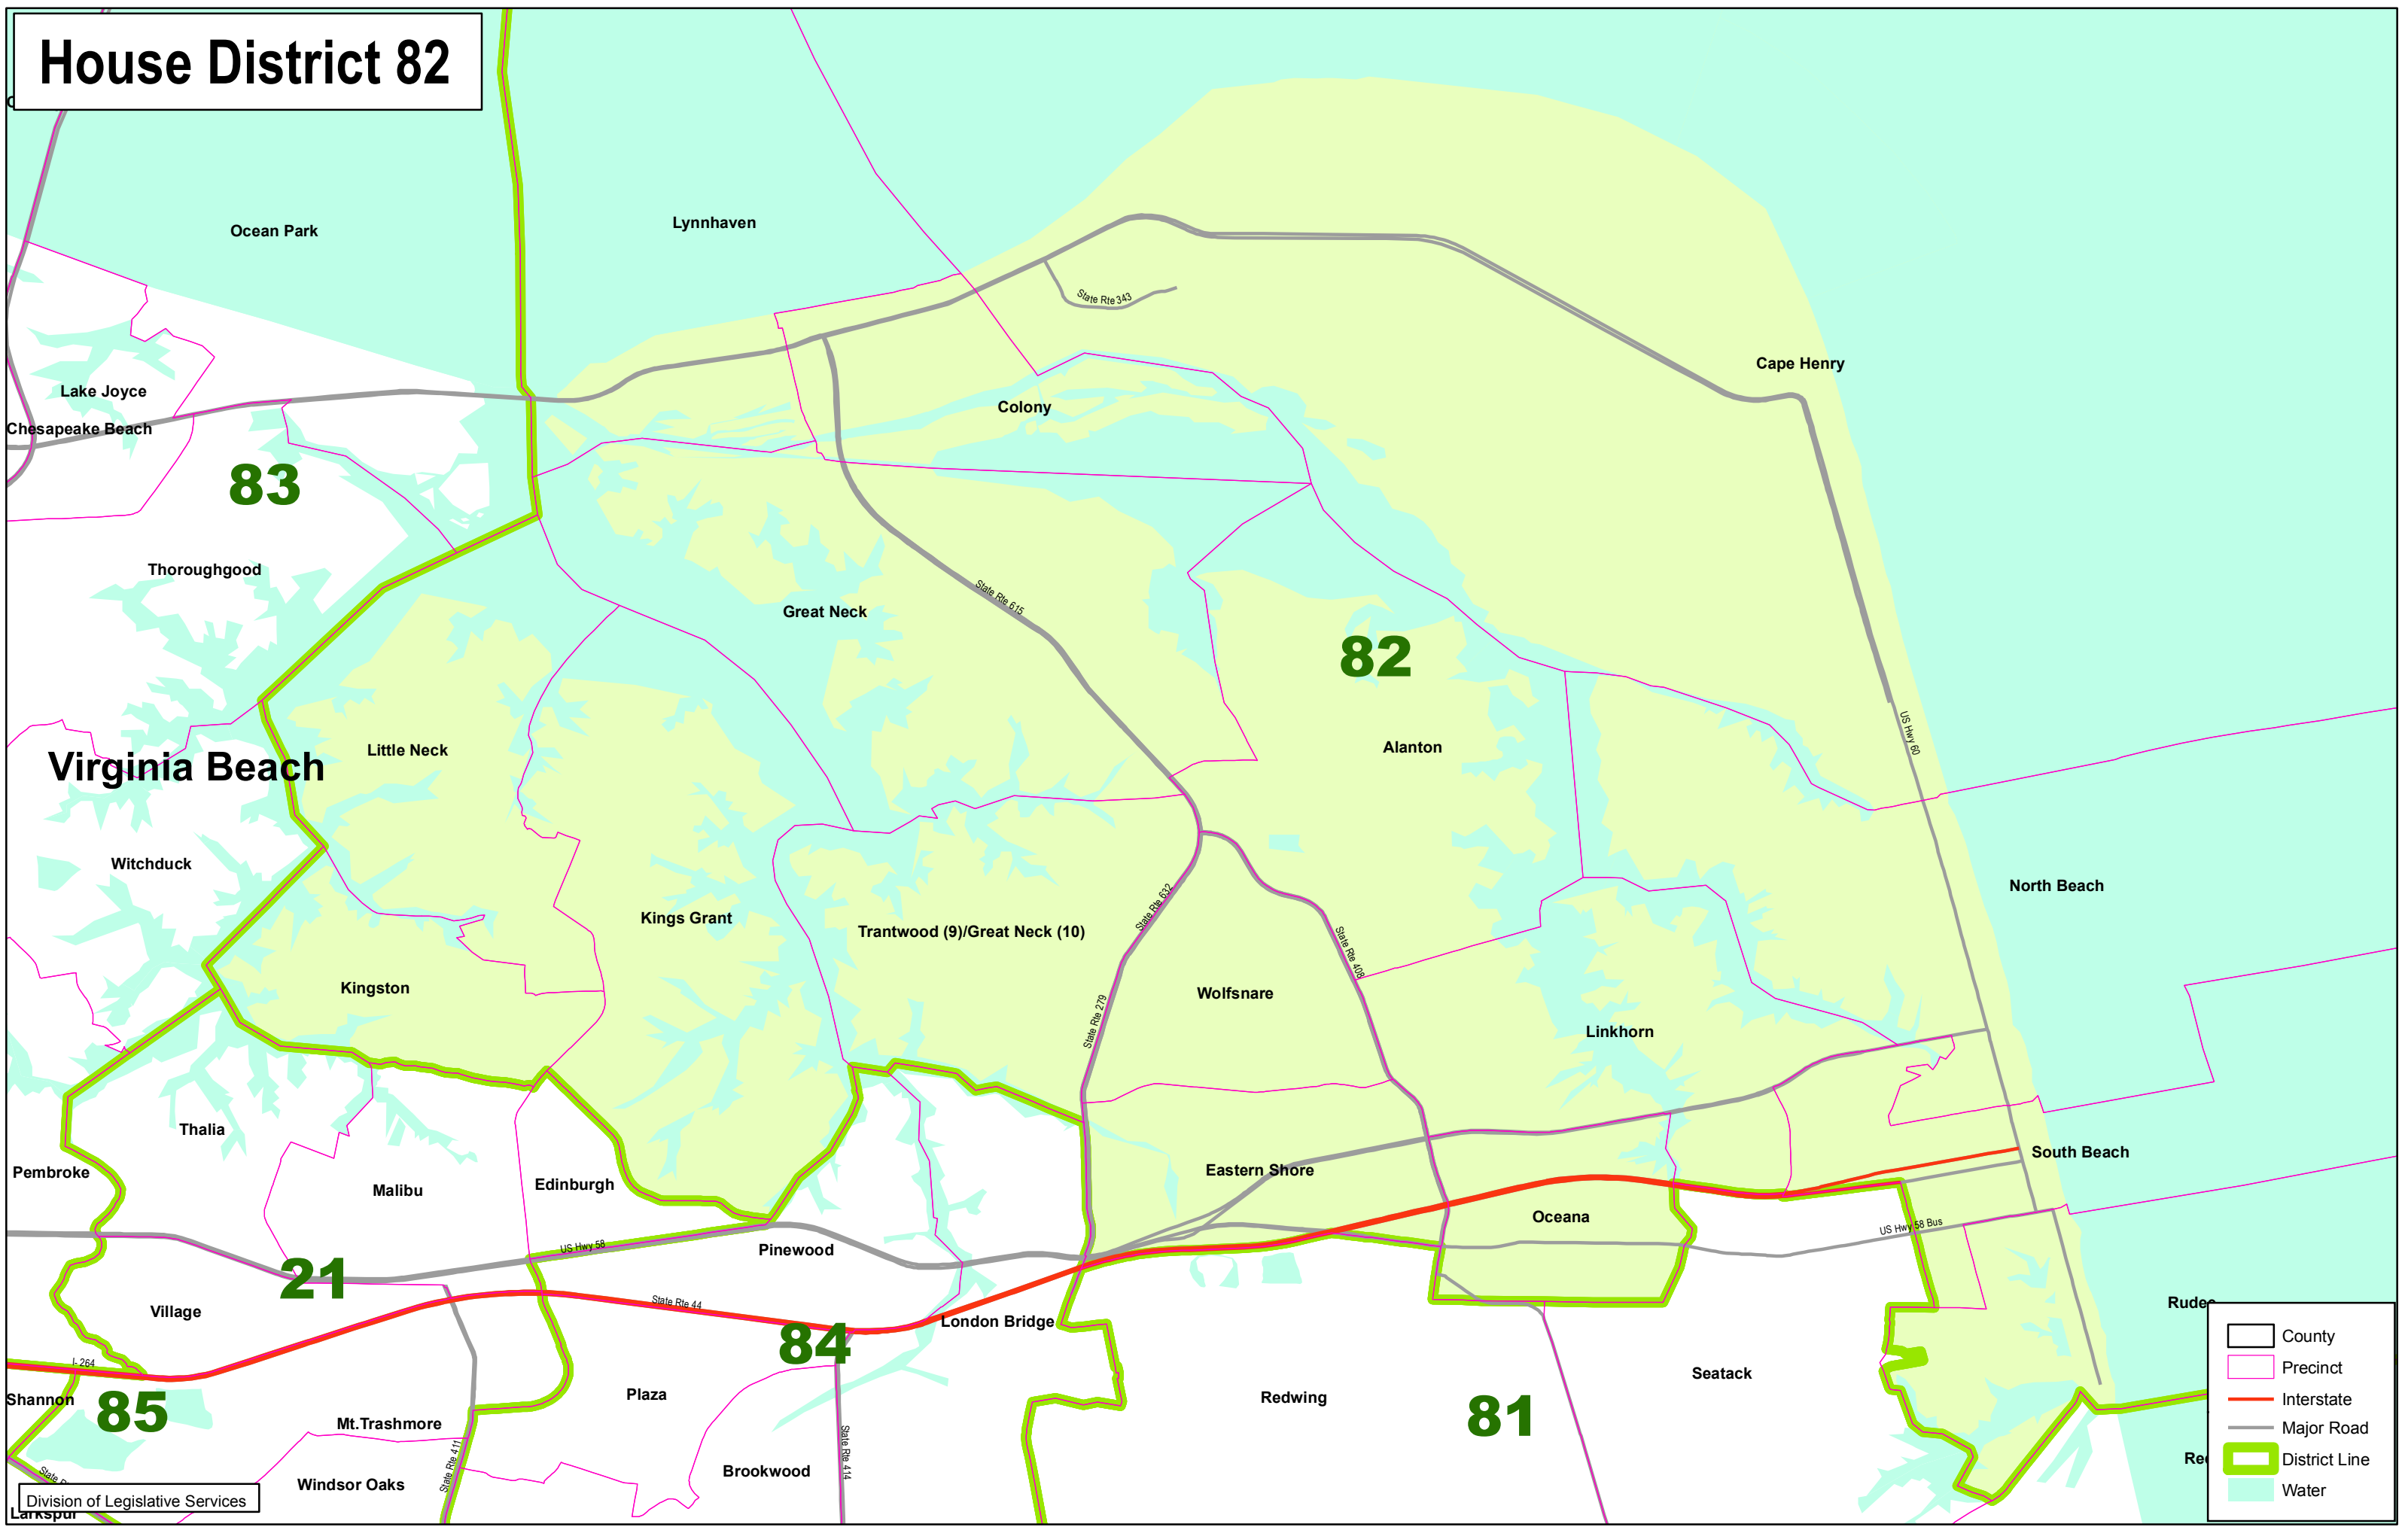 House District 82
Ocean Park
Lynnhaven
State Rte 343
Cape Henry
Lake Joyce
Colony
Chesapeake Beach
83
Thoroughgood
State Rte 615
Great Neck
82
US Hwy 60
Little Neck
Alanton
Virginia Beach
Witchduck
North Beach
State Rte 632
Kings Grant
Trantwood (9)/Great Neck (10)
State Rte 408
Kingston
Wolfsnare
State Rte 279
Linkhorn
Thalia
South Beach
Pembroke
Eastern Shore
Edinburgh
Malibu
Oceana
US Hwy 58 Bus
US Hwy 58
Pinewood
21
Village
State Rte 44
London Bridge
84
I- 264
Shannon
85
Plaza
Redwing
81
Seatack
Mt.Trashmore
State Rte 411
State Rte 414
Brookwood
Windsor Oaks
State
Division of Legislative Services
Larkspur
County
Precinct
Interstate
Major Road
District Line
Water